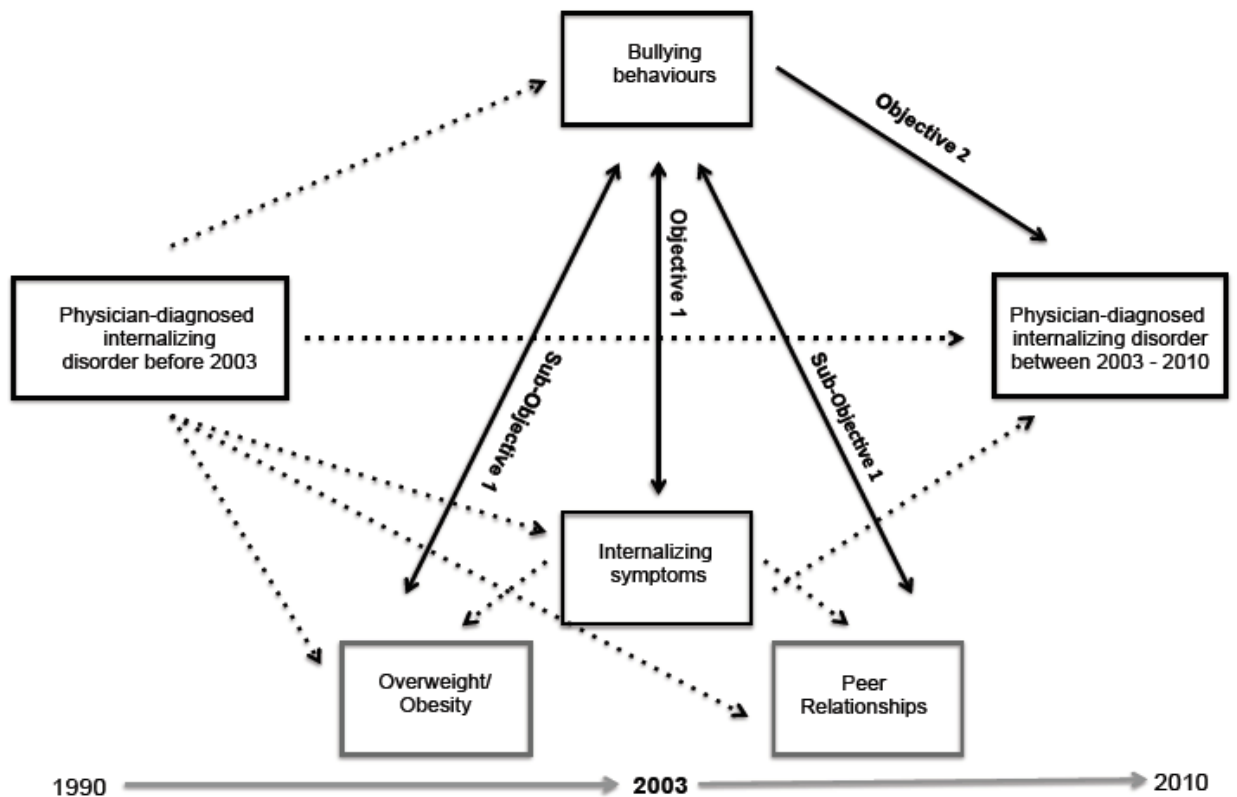 Bullying
behaviours
Objective 2
Objective 1
Physician-diagnosed
internalizing
disorder before 2003
Physician-diagnosed
internalizing disorder
between 2003 - 2010
Sub-Objective 1
Sub-Objective 1
Internalizing
symptoms
Overweight/
Obesity
Peer
Relationships
1990
2003
2010